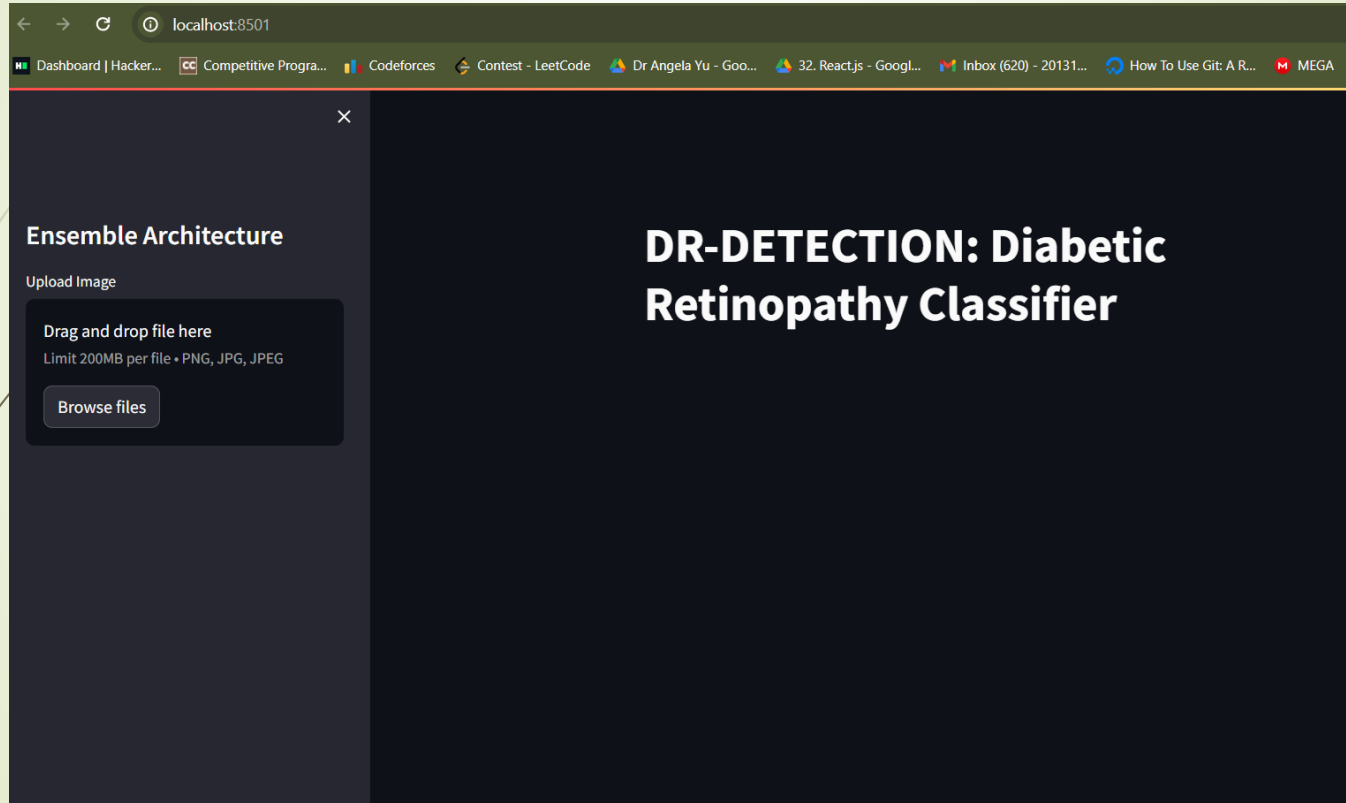 localhost:8501
Dashboard | Hacker... Competitive Progra... Codeforces Contest - LeetCode Dr Angela Yu - Goo... 32. React.js - Googl... Inbox (620) - 20131... How To Use Git: A R... MEGA
Ensemble Architecture
Upload Image
Drag and drop file here
Limit 200MB per file • PNG, JPG, JPEG
Browse files
DR-DETECTION: Diabetic
Retinopathy Classifier